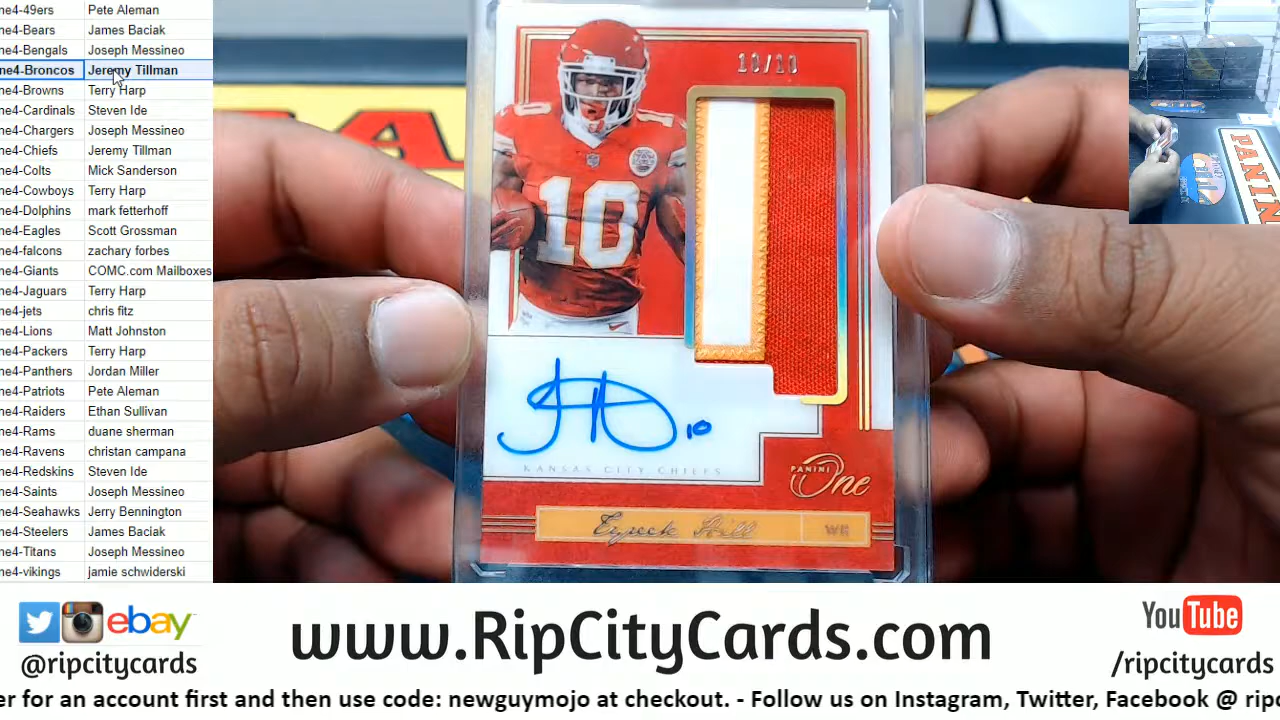 ne4-49ers Pete Aleman
ne4-Bears James Baciak
ne4-Bengals Joseph Messineo
ne4-Broncos Jeremy Tillman
ne4-Browns Terry Harp
ne4-Cardinals Steven Ide
ne4-Chargers Joseph Messineo
ne4-Chiefs Jeremy Tillman
ne4-Colts Mick Sanderson
ne4-Cowboys Terry Harp
ne4-Dolphins mark fetterhoff
ne4-Eagles Scott Grossman
ne4-falcons zachary forbes
ne4-Giants COMC.com Mailboxes
ne4-Jaguars Terry Harp
ne4-jets chris fitz
ne4-Lions Matt Johnston
ne4-Packers Terry Harp
ne4-Panthers Jordan Miller
ne4-Patriots Pete Aleman
ne4-Raiders Ethan Sullivan
ne4-Rams duane sherman
ne4-Ravens christan campana
ne4-Redskins Steven Ide
ne4-Saints Joseph Messineo
ne4-Seahawks Jerry Bennington
ne4-Steelers James Baciak
ne4-Titans Joseph Messineo
ne4-vikings jamie schwiderski
10/10
10
10
10
KANSAS CITY CHIEFS
PANINI
One
Tyreek Hill WR
PANIN
ebay
@ripcitycards
www.RipCityCards.com
YouTube
/ripcitycards
er for an account first and then use code: newguymojo at checkout. - Follow us on Instagram, Twitter, Facebook @ ripc